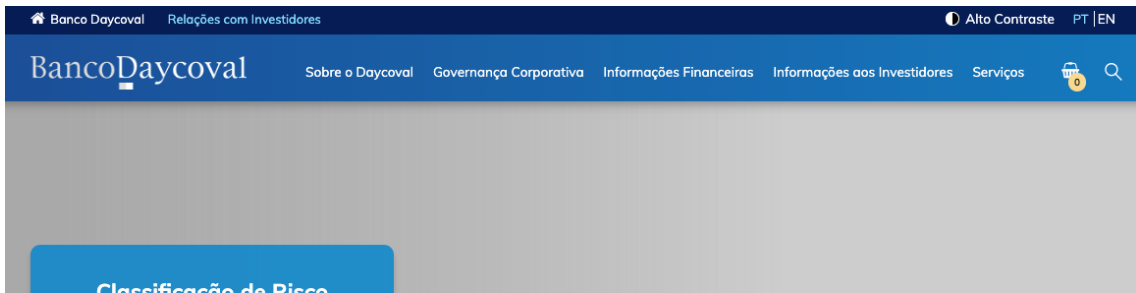 Banco Daycoval Relações com Investidores Alto Contraste PT | EN
BancoDaycoval Sobre o Daycoval Governança Corporativa Informações Financeiras Informações aos Investidores Serviços 0
Classificação de Risco